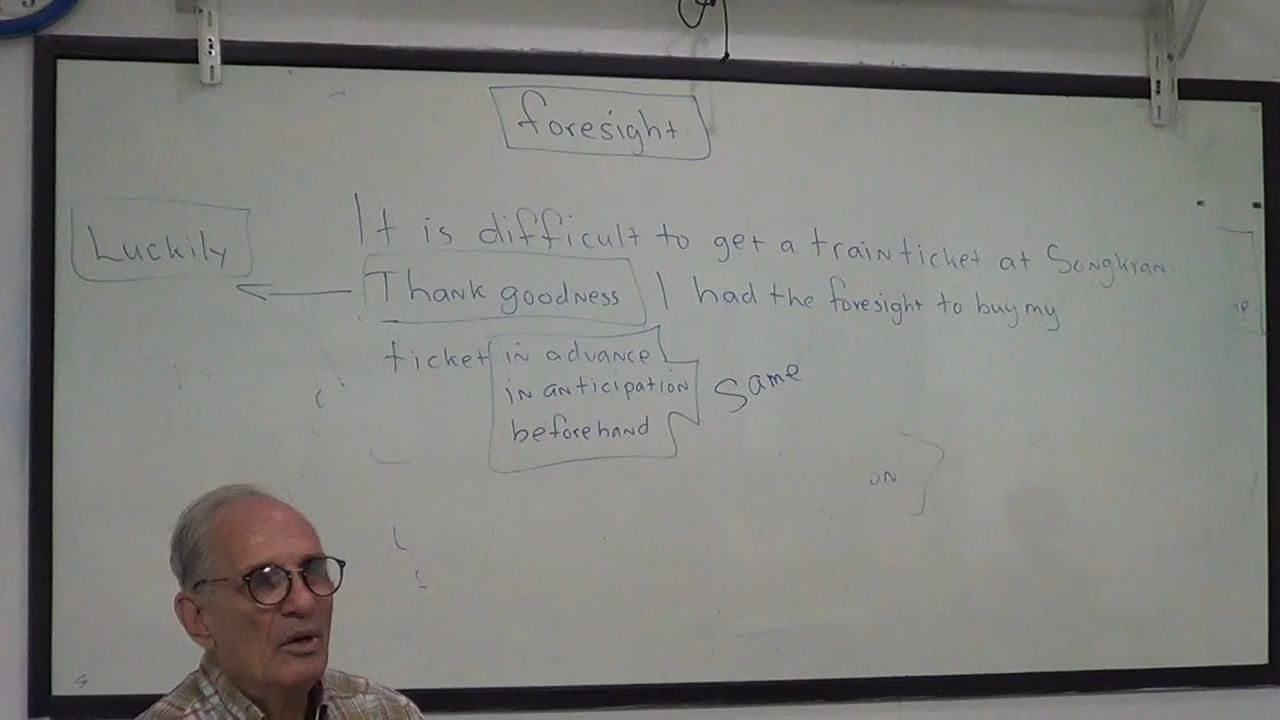 foresight
Luckily
It is difficult to get a train ticket at Songkran.
Thank goodness I had the foresight to buy my
ticket in advance
in anticipation
beforehand
Same
ON